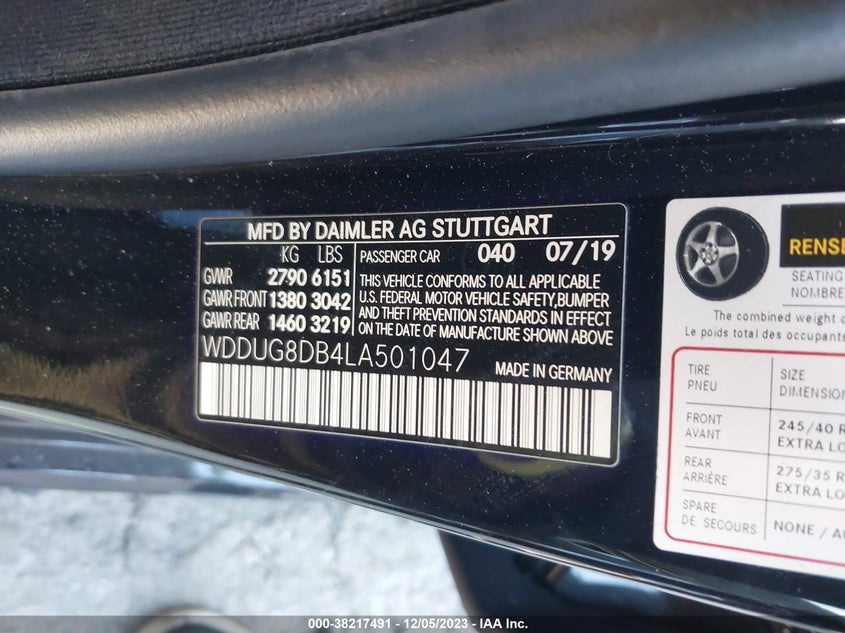 MFD BY DAIMLER AG STUTTGART
KG LBS
GVWR 2790 6151
GAWR FRONT 1380 3042
GAWR REAR 1460 3219
PASSENGER CAR 040 07/19
THIS VEHICLE CONFORMS TO ALL APPLICABLE
U.S. FEDERAL MOTOR VEHICLE SAFETY,BUMPER
AND THEFT PREVENTION STANDARDS IN EFFECT
ON THE DATE OF MANUFACTURE SHOWN ABOVE
WDDUG8DB4LA501047 MADE IN GERMANY
SEATING
NOMBRE
The combined weight
Le poids total des occupants
TIRE
PNEU
SIZE
DIMENSION
FRONT
AVANT
245/40 R
EXTRA
REAR
ARRIÈRE
275/35 R
EXTRA
SPARE
DE SECOURS
NONE /
000-38217491 - 12/05/2023 - © IAA Inc.